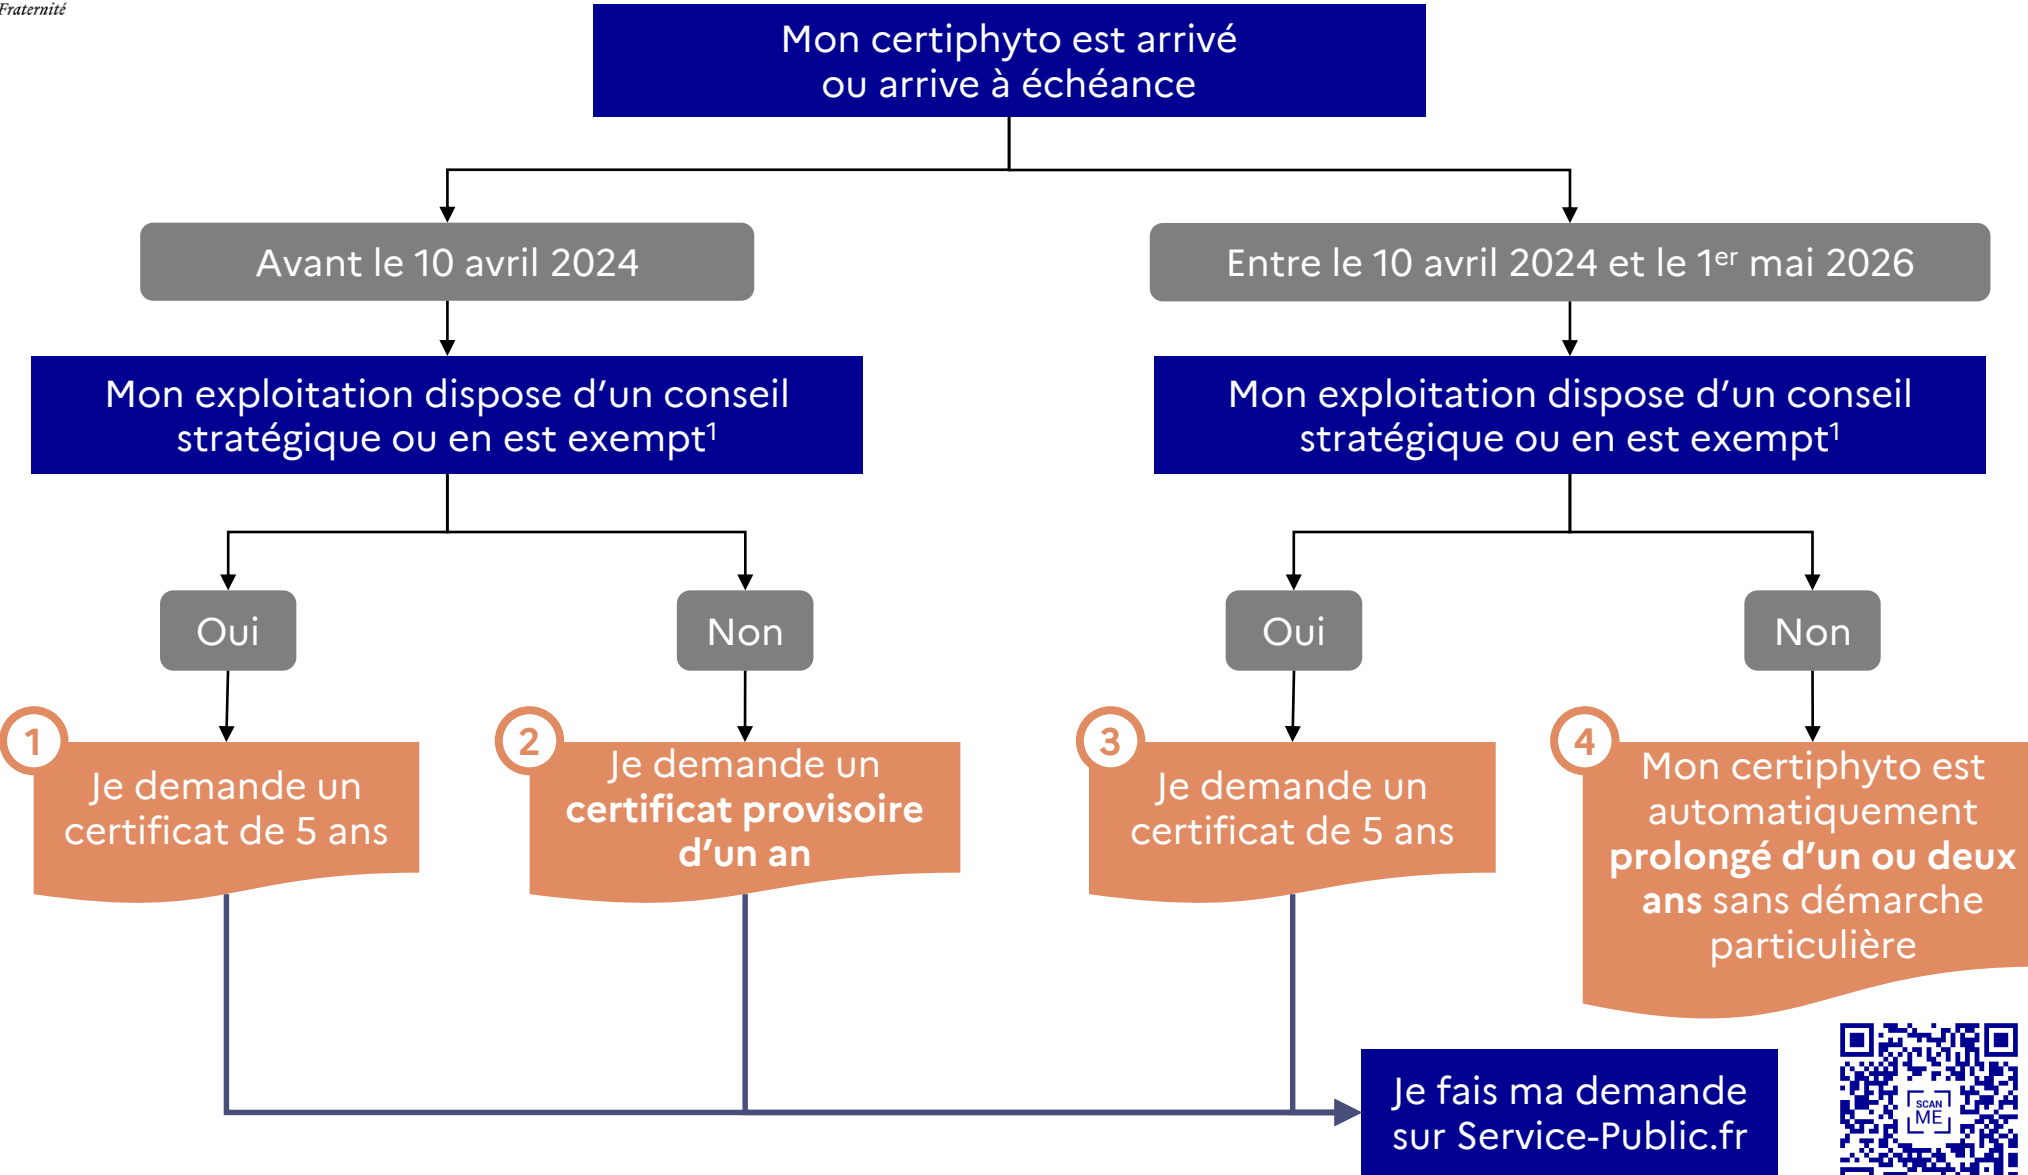 Fraternité
Mon certiphyto est arrivé
ou arrive à échéance
Avant le 10 avril 2024
Entre le 10 avril 2024 et le 1er mai 2026
Mon exploitation dispose d’un conseil
stratégique ou en est exempt1
Mon exploitation dispose d’un conseil
stratégique ou en est exempt1
Oui
Non
Oui
Non
1
Je demande un
certificat de 5 ans
2
Je demande un
certificat provisoire
d’un an
3
Je demande un
certificat de 5 ans
4
Mon certiphyto est
automatiquement
prolongé d’un ou deux
ans sans démarche
particulière
Je fais ma demande
sur Service-Public.fr
SCAN
ME